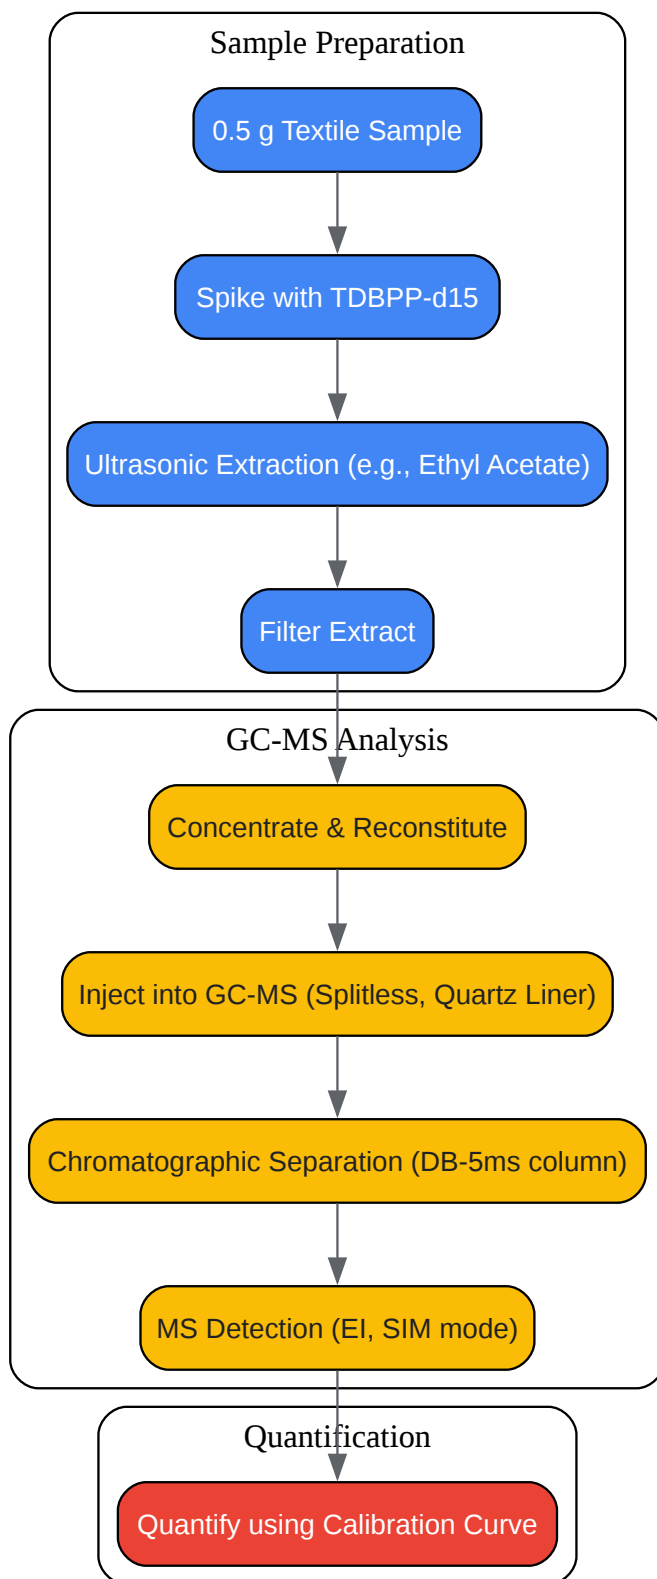 Sample Preparation
0.5 g Textile Sample
Spike with TDBPP-d15
Ultrasonic Extraction (e.g., Ethyl Acetate)
Filter Extract
GC-MS Analysis
Concentrate & Reconstitute
Inject into GC-MS (Splitless, Quartz Liner)
Chromatographic Separation (DB-5ms column)
MS Detection (EI, SIM mode)
Quantification
Quantify using Calibration Curve